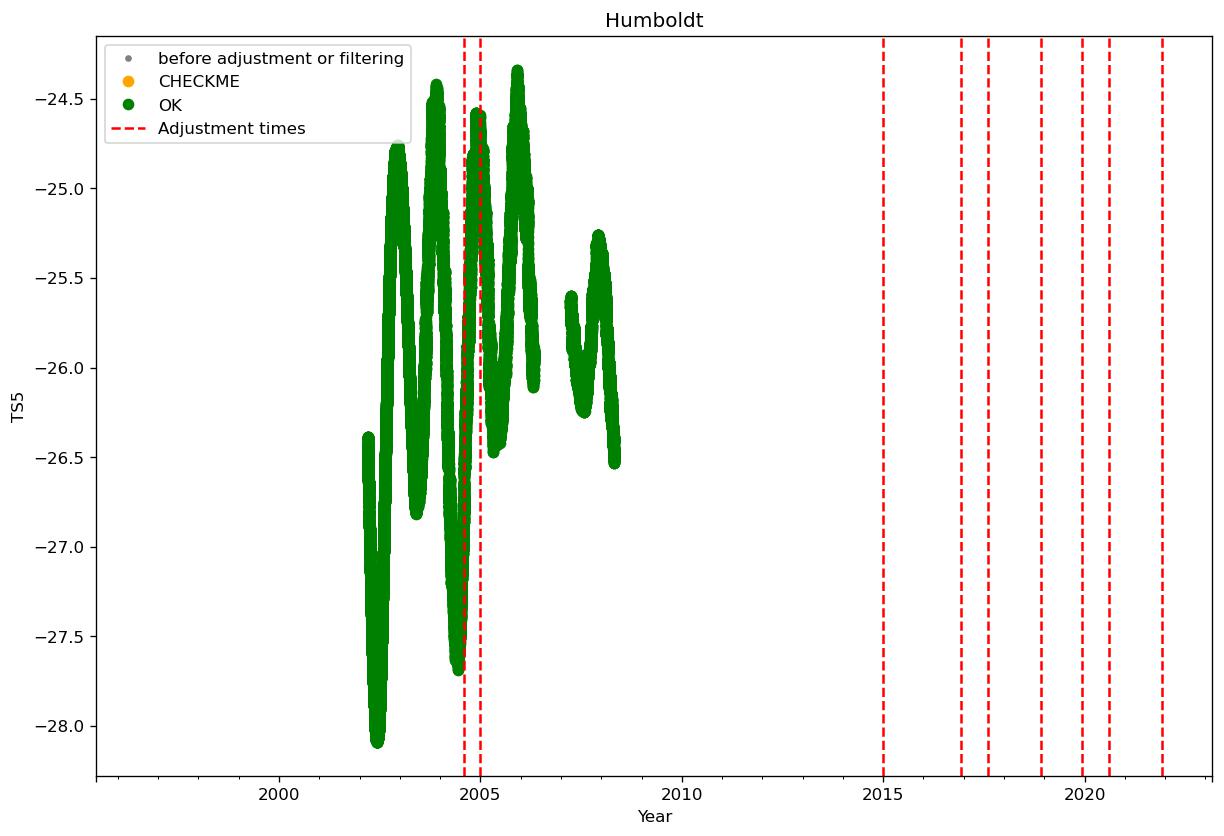 Humboldt
before adjustment or filtering
CHECKME
OK
Adjustment times
−24.5
−25.0
−25.5
−26.0
−26.5
−27.0
−27.5
−28.0
TS5
2000 2005 2010 2015 2020
Year